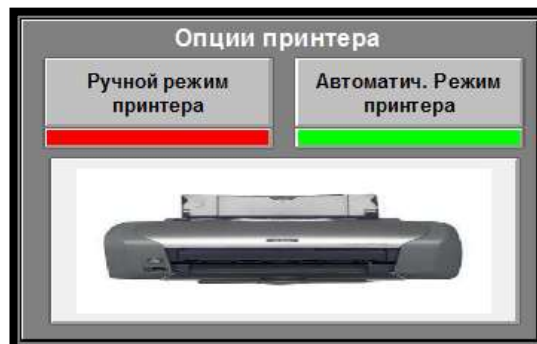 Опции принтера
Ручной режим
принтера
Автоматич. Режим
принтера